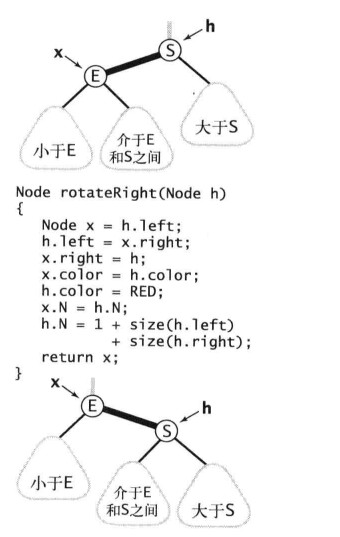 h
x
S
E
小于E
介于E
和S之间
大于S
Node rotateRight(Node h)
{
Node x = h.left;
h.left = x.right;
x.right = h;
x.color = h.color;
h.color = RED;
x.N = h.N;
h.N = 1 + size(h.left)
+ size(h.right);
return x;
}
x
E
h
S
小于E
介于E
和S之间
大于S